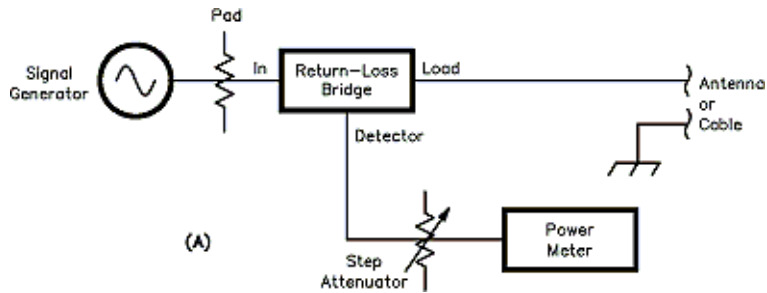 Pad
Signal
Generator
In
Return-Loss
Bridge
Load
Antenna
or
Cable
Detector
(A)
Step
Attenuator
Power
Meter